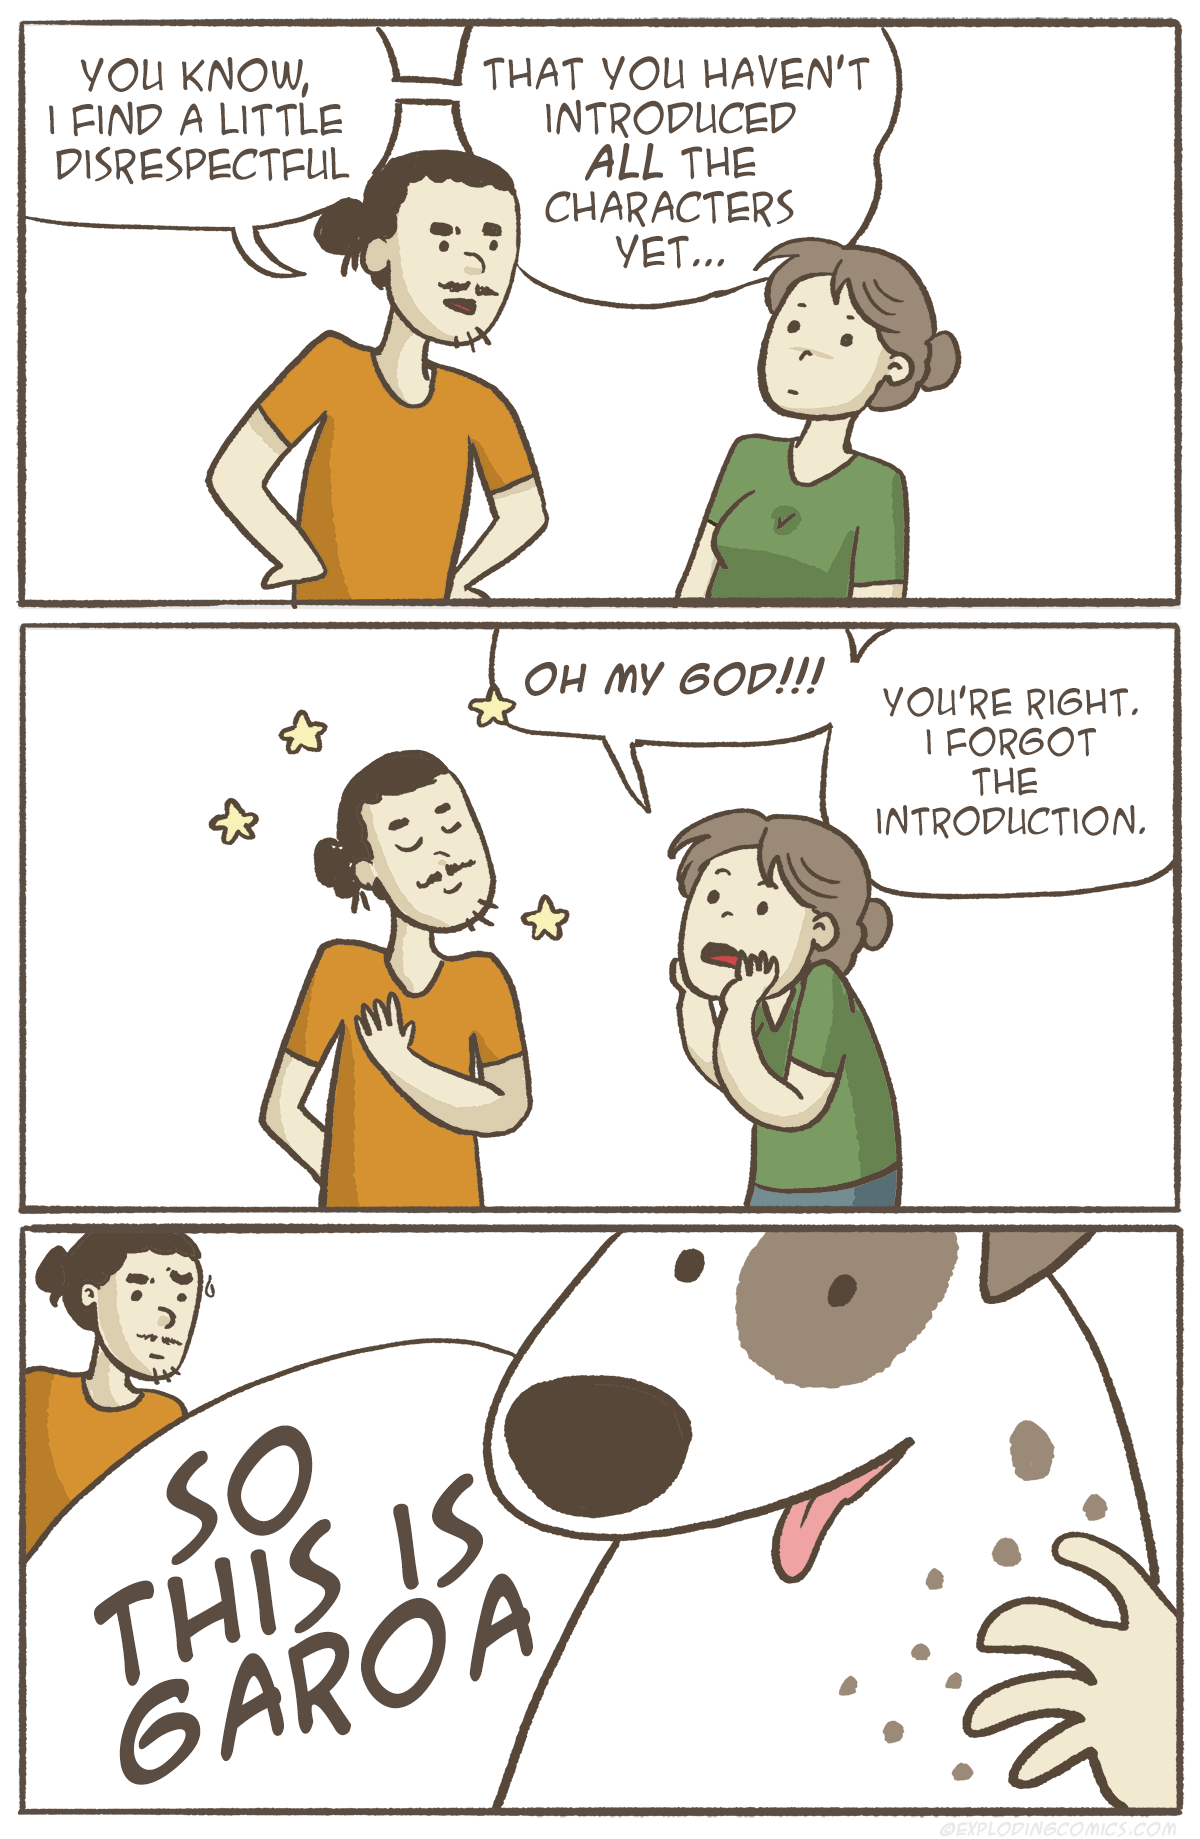 YOU KNOW,
I FIND A LITTLE
DISRESPECTFUL
THAT YOU HAVEN'T
INTRODUCED
ALL THE
CHARACTERS
YET...
OH MY GOD!!!
YOU'RE RIGHT.
I FORGOT
THE
INTRODUCTION.
SO
THIS IS
GAROA
©EXPLODINGCOMICS.COM